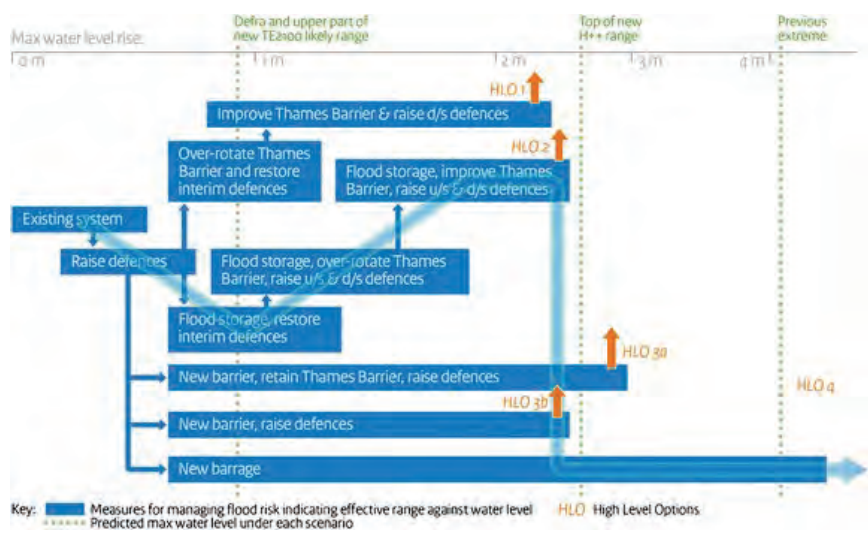 Defra and upper part of
new TE2100 likely range
Top of new
H++ range
Previous
extreme
Max water level rise:
0 m
1 m
2 m
3 m
4 m
HLO 1
Improve Thames Barrier & raise d/s defences
HLO 2
Over-rotate Thames
Barrier and restore
interim defences
Flood storage, improve Thames
Barrier, raise u/s & d/s defences
Existing system
Raise defences
Flood storage, over-rotate Thames
Barrier, raise u/s & d/s defences
Flood storage, restore
interim defences
HLO 3a
New barrier, retain Thames Barrier, raise defences
HLO 4
HLO 3b
New barrier, raise defences
New barrage
Key:
Measures for managing flood risk indicating effective range against water level
HLO High Level Options
Predicted max water level under each scenario